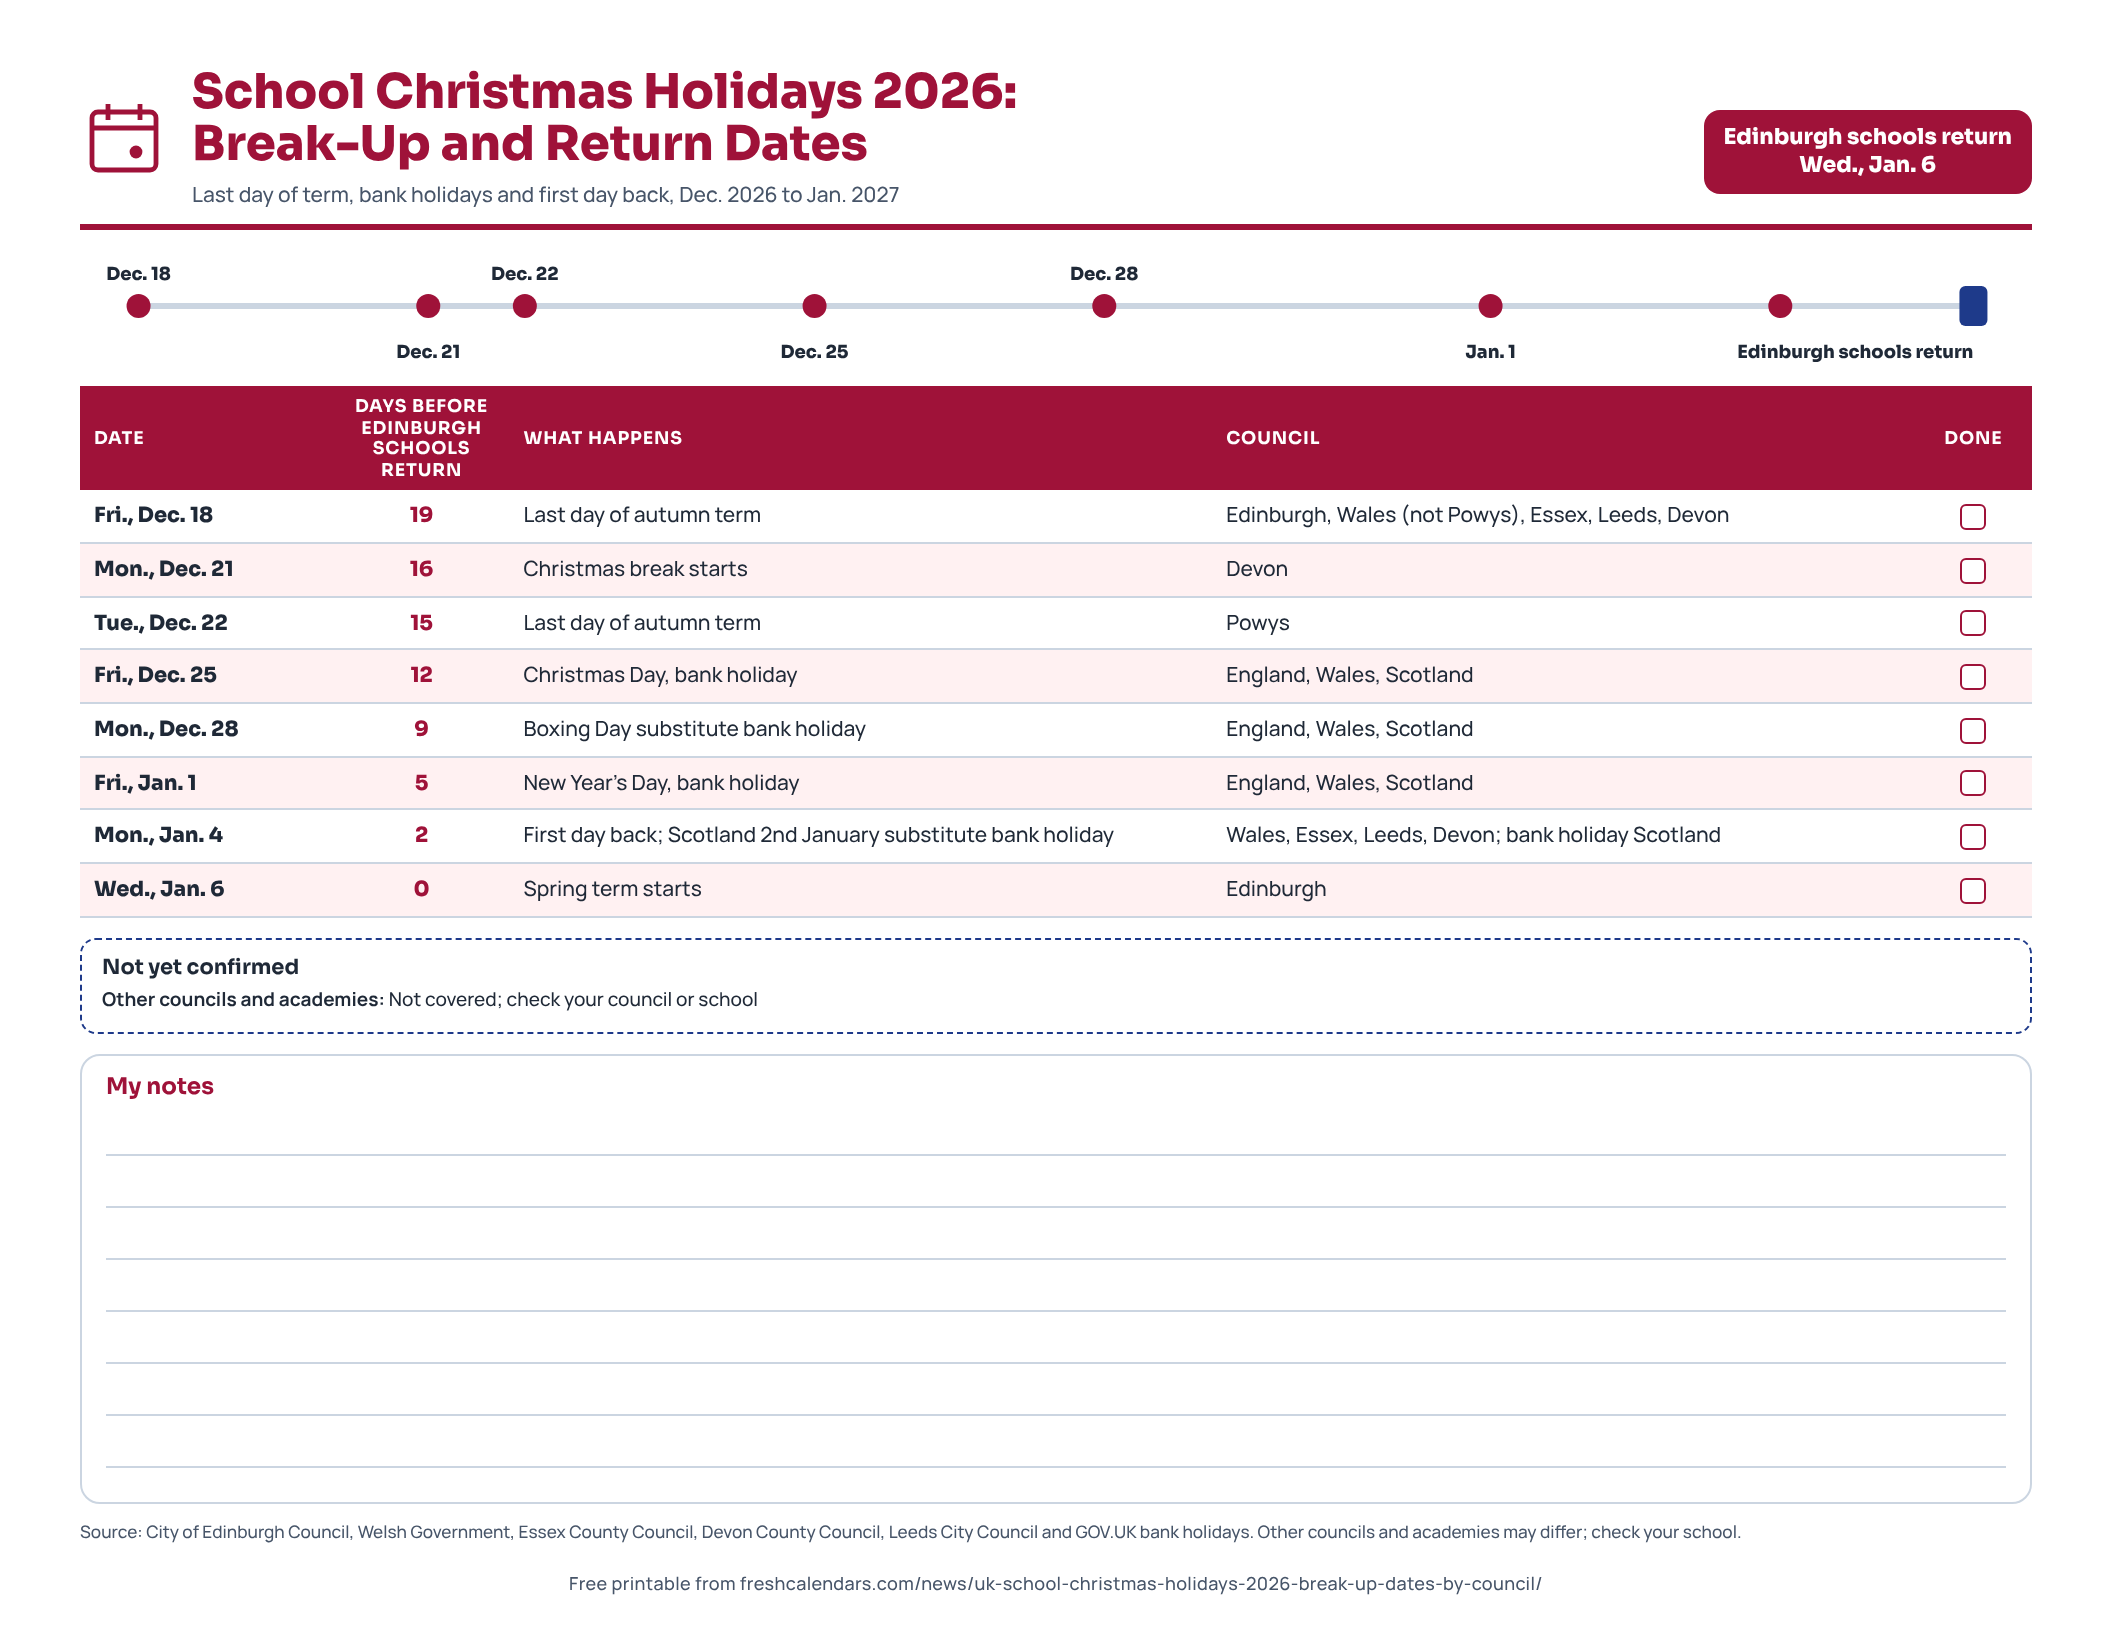 School Christmas Holidays 2026:
Break-Up and Return Dates
Last day of term, bank holidays and first day back, Dec. 2026 to Jan. 2027
Edinburgh schools return
Wed., Jan. 6
Dec. 18
Dec. 22
Dec. 28
Dec. 21
Dec. 25
Jan. 1
Edinburgh schools return
DATE
DAYS BEFORE
EDINBURGH
SCHOOLS
RETURN
WHAT HAPPENS
COUNCIL
DONE
Fri., Dec. 18 19 Last day of autumn term Edinburgh, Wales (not Powys), Essex, Leeds, Devon
Mon., Dec. 21 16 Christmas break starts Devon
Tue., Dec. 22 15 Last day of autumn term Powys
Fri., Dec. 25 12 Christmas Day, bank holiday England, Wales, Scotland
Mon., Dec. 28 9 Boxing Day substitute bank holiday England, Wales, Scotland
Fri., Jan. 1 5 New Year's Day, bank holiday England, Wales, Scotland
Mon., Jan. 4 2 First day back; Scotland 2nd January substitute bank holiday Wales, Essex, Leeds, Devon; bank holiday Scotland
Wed., Jan. 6 0 Spring term starts Edinburgh
Not yet confirmed
Other councils and academies: Not covered; check your council or school
My notes
Source: City of Edinburgh Council, Welsh Government, Essex County Council, Devon County Council, Leeds City Council and GOV.UK bank holidays. Other councils and academies may differ; check your school.
Free printable from freshcalendars.com/news/uk-school-christmas-holidays-2026-break-up-dates-by-council/